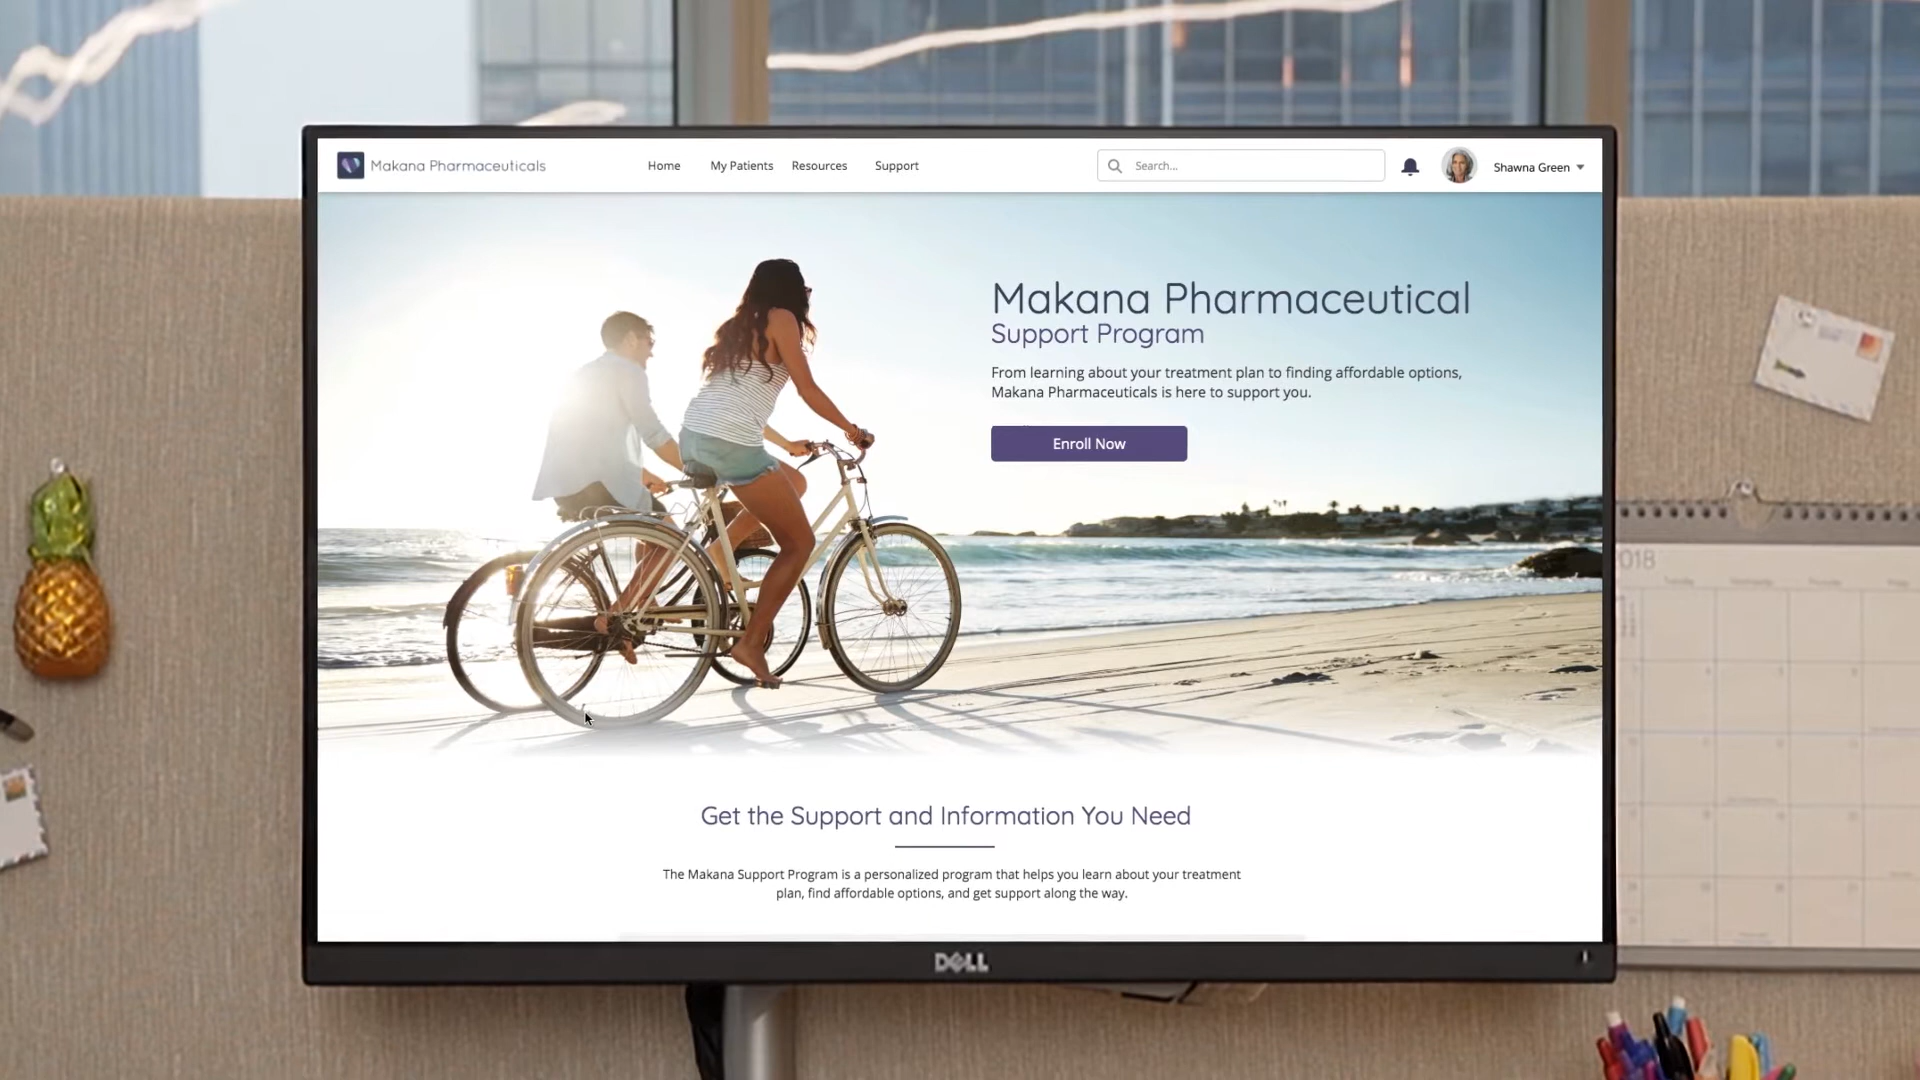 Makana Pharmaceuticals
Home My Patients Resources Support
Search...
Shawna Green
Makana Pharmaceutical
Support Program
From learning about your treatment plan to finding affordable options,
Makana Pharmaceuticals is here to support you.
Enroll Now
Get the Support and Information You Need
The Makana Support Program is a personalized program that helps you learn about your treatment
plan, find affordable options, and get support along the way.
DELL